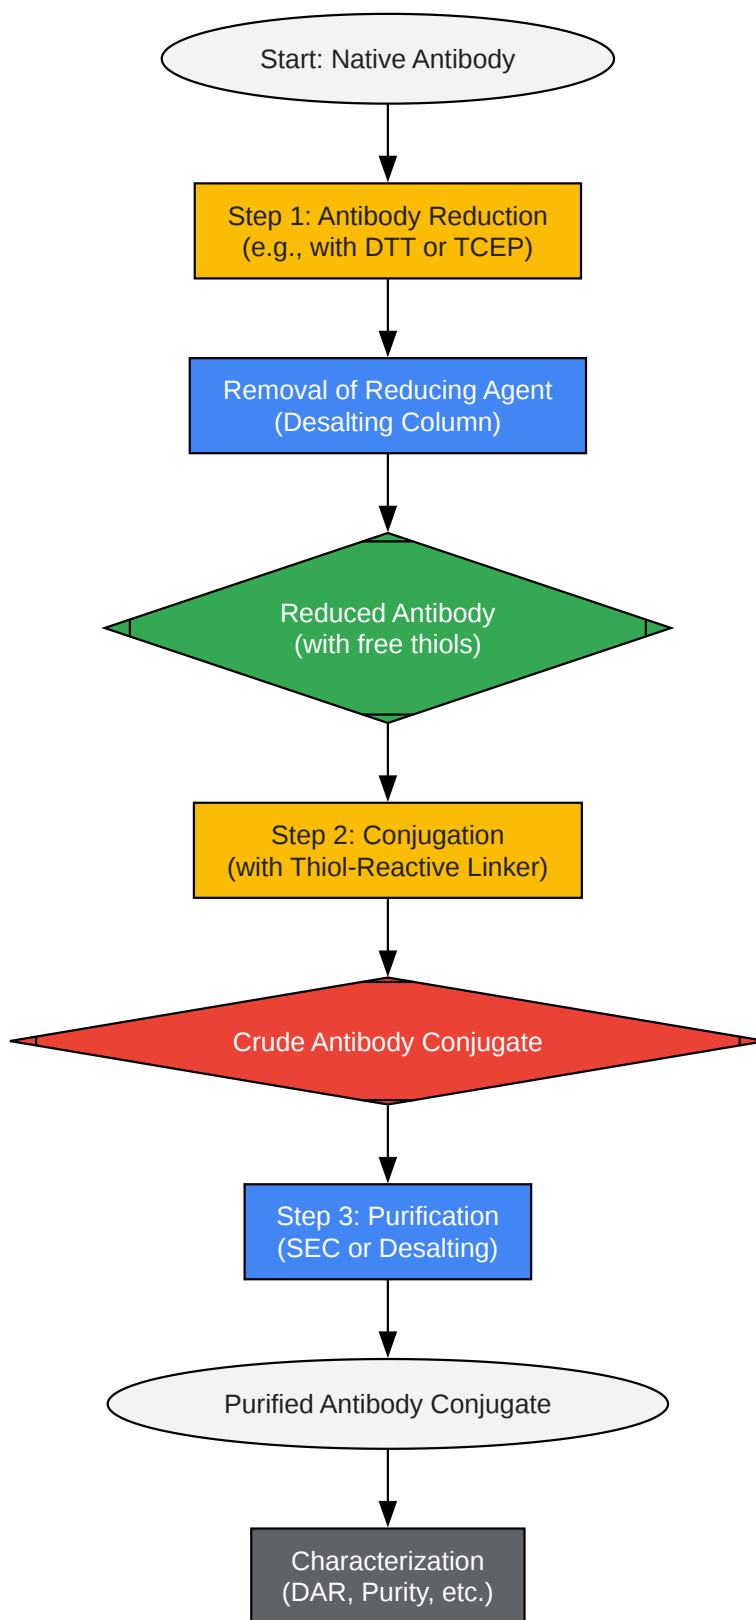 Start: Native Antibody
Step 1: Antibody Reduction
(e.g., with DTT or TCEP)
Removal of Reducing Agent
(Desalting Column)
Reduced Antibody
(with free thiols)
Step 2: Conjugation
(with Thiol-Reactive Linker)
Crude Antibody Conjugate
Step 3: Purification
(SEC or Desalting)
Purified Antibody Conjugate
Characterization
(DAR, Purity, etc.)